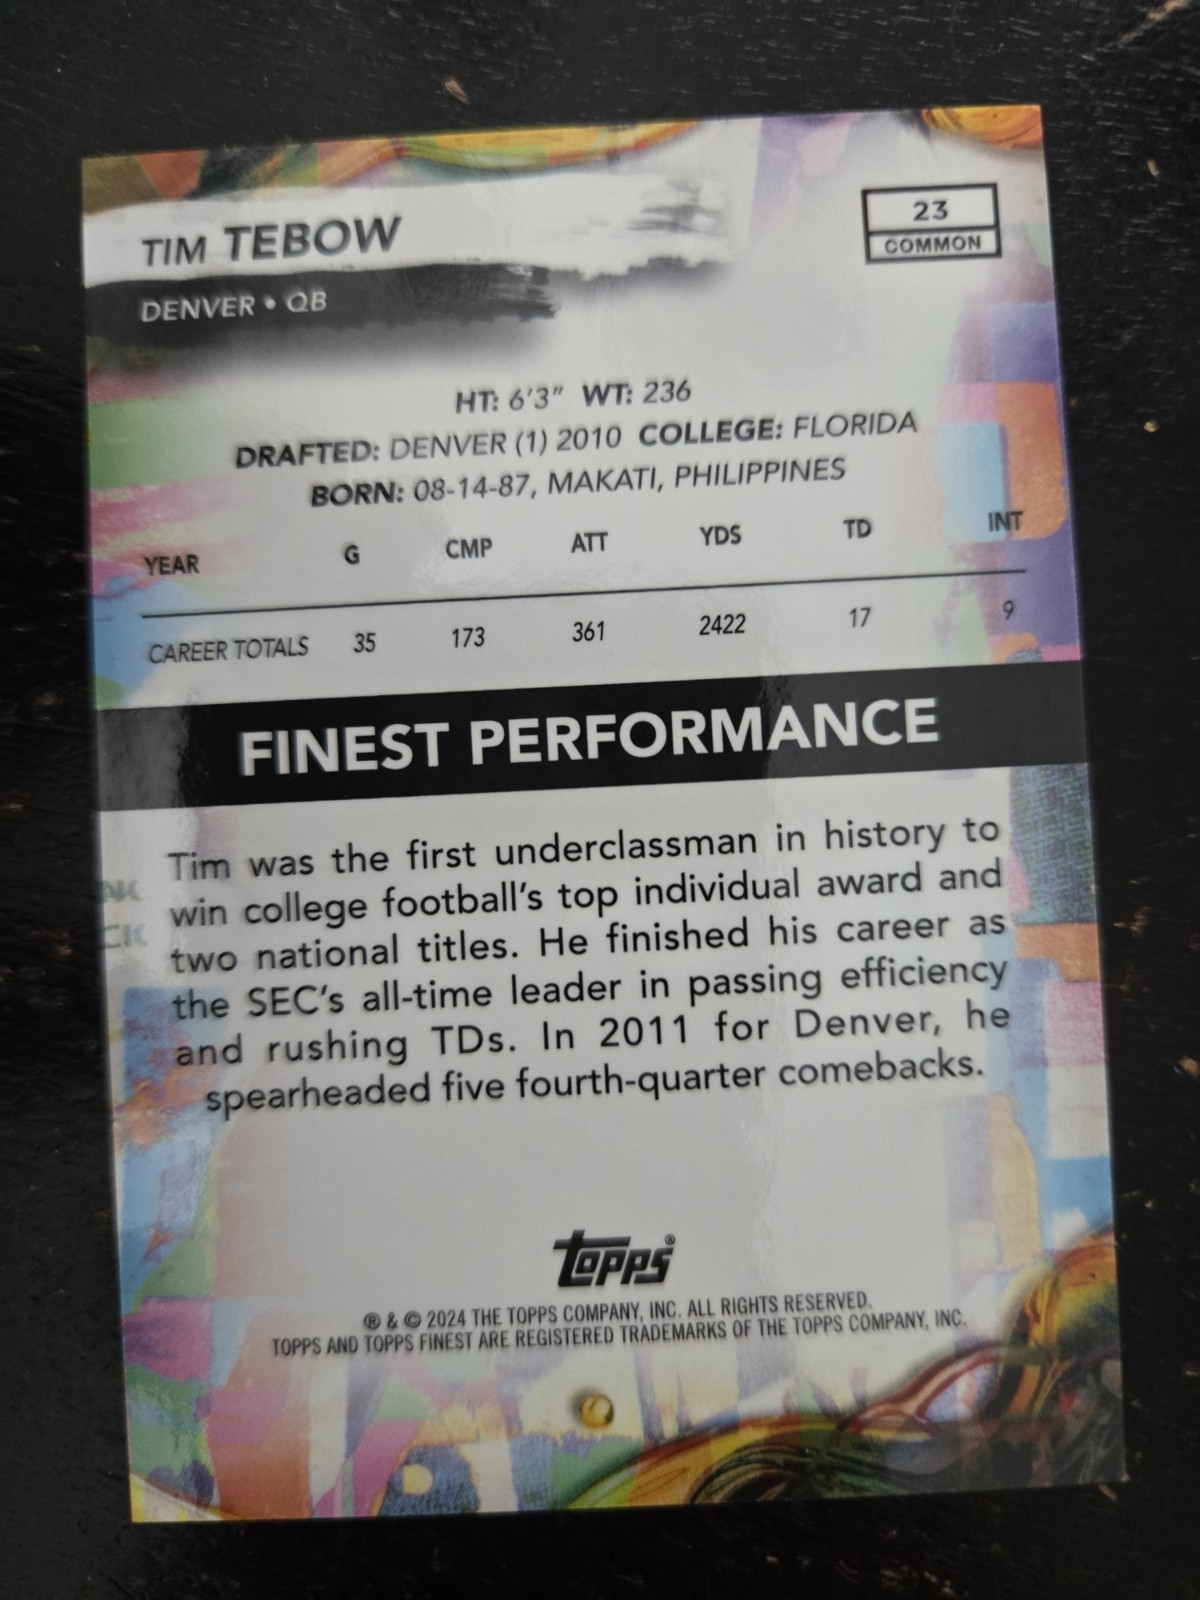 TIM TEBOW
23
COMMON
DENVER • QB
HT: 6'3" WT: 236
DRAFTED: DENVER (1) 2010 COLLEGE: FLORIDA
BORN: 08-14-87, MAKATI, PHILIPPINES
YEAR G CMP ATT YDS TD INT
CAREER TOTALS 35 173 361 2422 17 9
FINEST PERFORMANCE
Tim was the first underclassman in history to
win college football's top individual award and
two national titles. He finished his career as
the SEC's all-time leader in passing efficiency
and rushing TDs. In 2011 for Denver, he
spearheaded five fourth-quarter comebacks.
topps®
® & © 2024 THE TOPPS COMPANY, INC. ALL RIGHTS RESERVED.
TOPPS AND TOPPS FINEST ARE REGISTERED TRADEMARKS OF THE TOPPS COMPANY, INC.